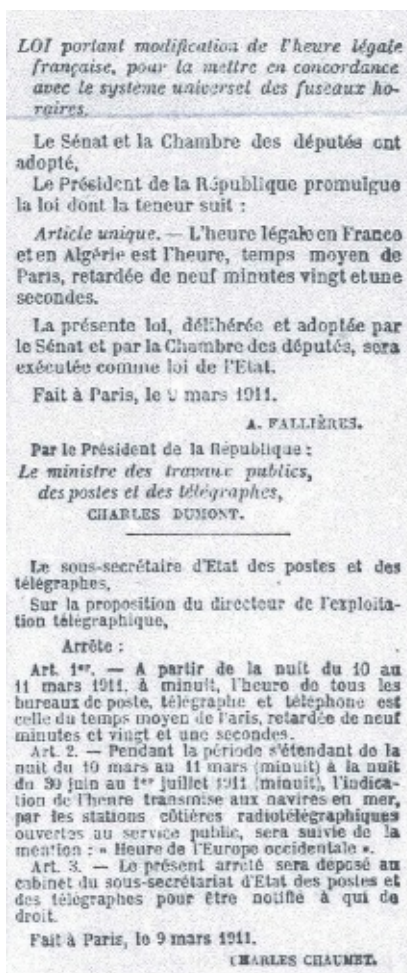 LOI portant modification de l'heure légale
française, pour la mettre en concordance
avec le système universel des fuseaux ho-
raires.
Le Sénat et la Chambre des députés ont
adopté,
Le Président de la République promulgue
la loi dont la teneur suit :
Article unique. — L'heure légale en France
et en Algérie est l'heure, temps moyen de
Paris, retardée de neuf minutes vingt et une
secondes.
La présente loi, délibérée et adoptée par
le Sénat et par la Chambre des députés, sera
exécutée comme loi de l'Etat.
Fait à Paris, le mars 1911.
A. FALLIÈRES.
Par le Président de la République :
Le ministre des travaux publics,
des postes et des télégraphes,
CHARLES DUMONT.
Le sous-secrétaire d'Etat des postes et des
télégraphes,
Sur la proposition du directeur de l'exploita-
tion télégraphique,
Arrête :
Art. 1er. — A partir de la nuit du 10 au
11 mars 1911, à minuit, l'heure de tous les
bureaux de poste, télégraphe et téléphone est
celle du temps moyen de Paris, retardée de neuf
minutes et vingt et une secondes.
Art. 2. — Pendant la période s'étendant de la
nuit du 10 mars au 11 mars (minuit) à la nuit
du 30 juin au 1er juillet 1911 (minuit), l'indica-
tion de l'heure transmise aux navires en mer,
par les stations côtières radiotélégraphiques
ouvertes au service public, sera suivie de la
mention : « Heure de l'Europe occidentale ».
Art. 3. — Le présent arrêté sera déposé au
cabinet du sous-secrétariat d'Etat des postes et
des télégraphes pour être notifié à qui de
droit.
Fait à Paris, le 9 mars 1911.
CHARLES CHAUMET.